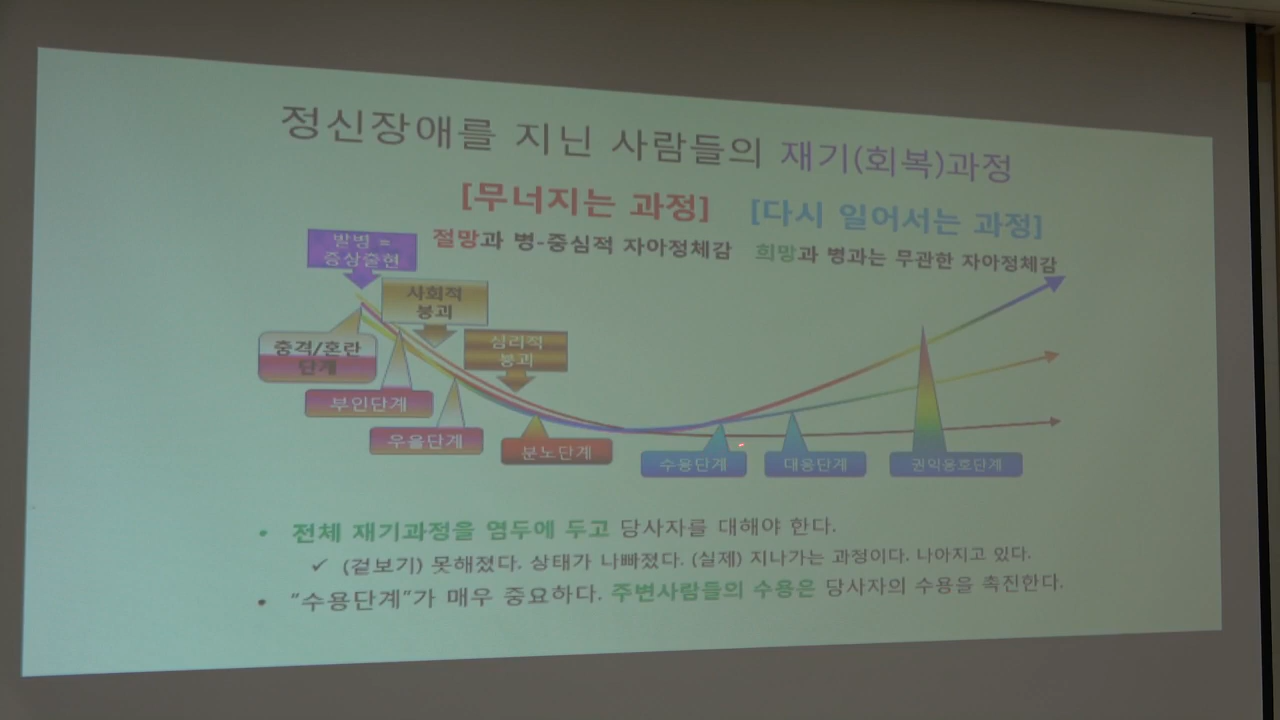 정신장애를 지닌 사람들의 재기(회복)과정
[무너지는 과정] [다시 일어서는 과정]
절망과 병-중심적 자아정체감 희망과 병과는 무관한 자아정체감
발병 =
증상출현
사회적
붕괴
심리적
붕괴
충격/혼란
단계
부인단계
우울단계
분노단계
수용단계
대응단계
권익옹호단계
• 전체 재기과정을 염두에 두고 당사자를 대해야 한다.
✓ (겉보기) 못해졌다. 상태가 나빠졌다. (실제) 지나가는 과정이다. 나아지고 있다.
• “수용단계”가 매우 중요하다. 주변사람들의 수용은 당사자의 수용을 촉진한다.